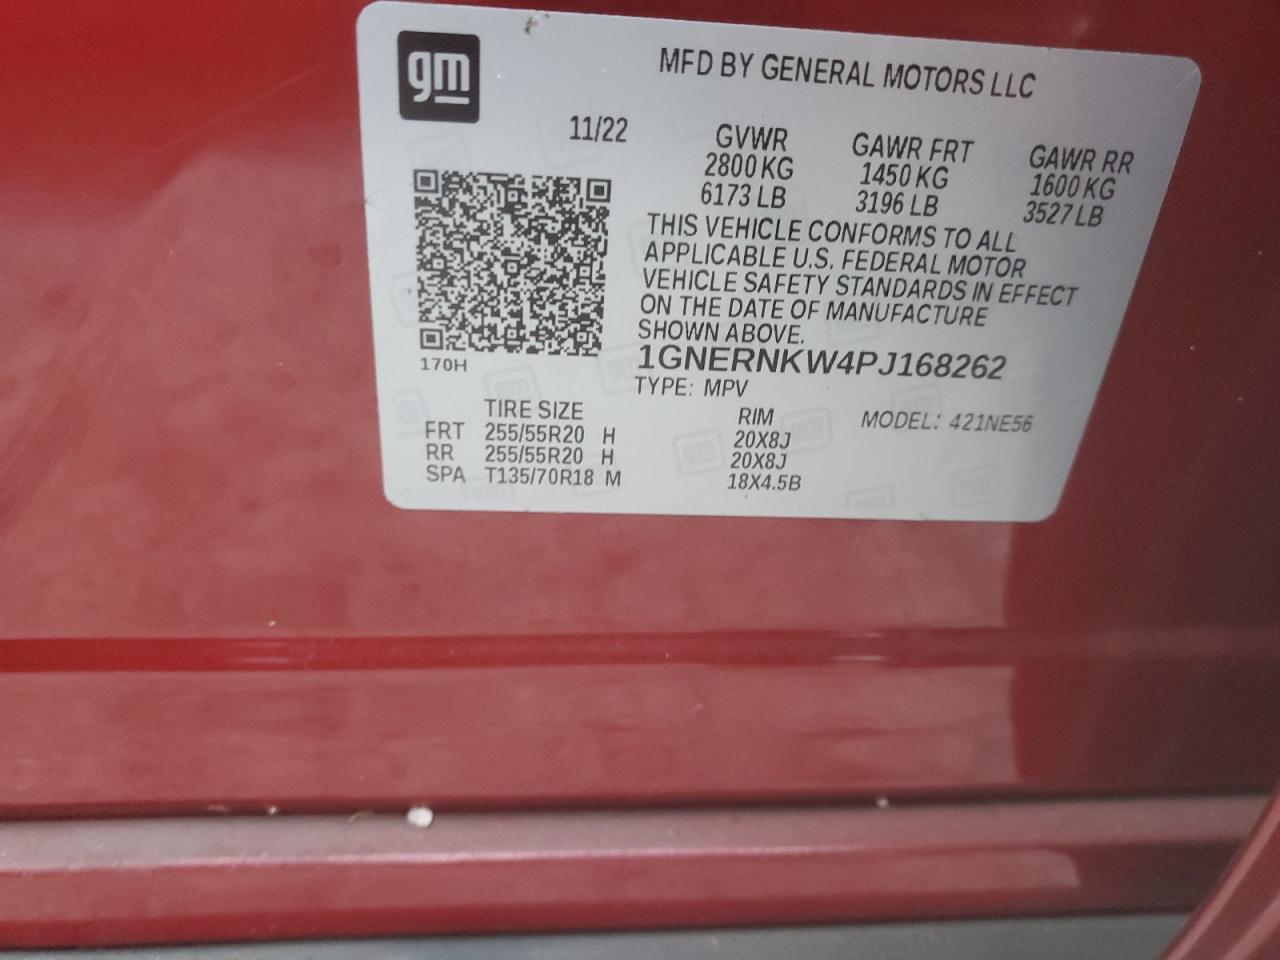 gm
MFD BY GENERAL MOTORS LLC
11/22
GVWR GAWR FRT GAWR RR
2800 KG 1450 KG 1600 KG
6173 LB 3196 LB 3527 LB
THIS VEHICLE CONFORMS TO ALL
APPLICABLE U.S. FEDERAL MOTOR
VEHICLE SAFETY STANDARDS IN EFFECT
ON THE DATE OF MANUFACTURE
SHOWN ABOVE.
170H
1GNERNKW4PJ168262
TYPE: MPV
TIRE SIZE RIM MODEL: 421NE56
FRT 255/55R20 H 20X8J
RR 255/55R20 H 20X8J
SPA T135/70R18 M 18X4.5B